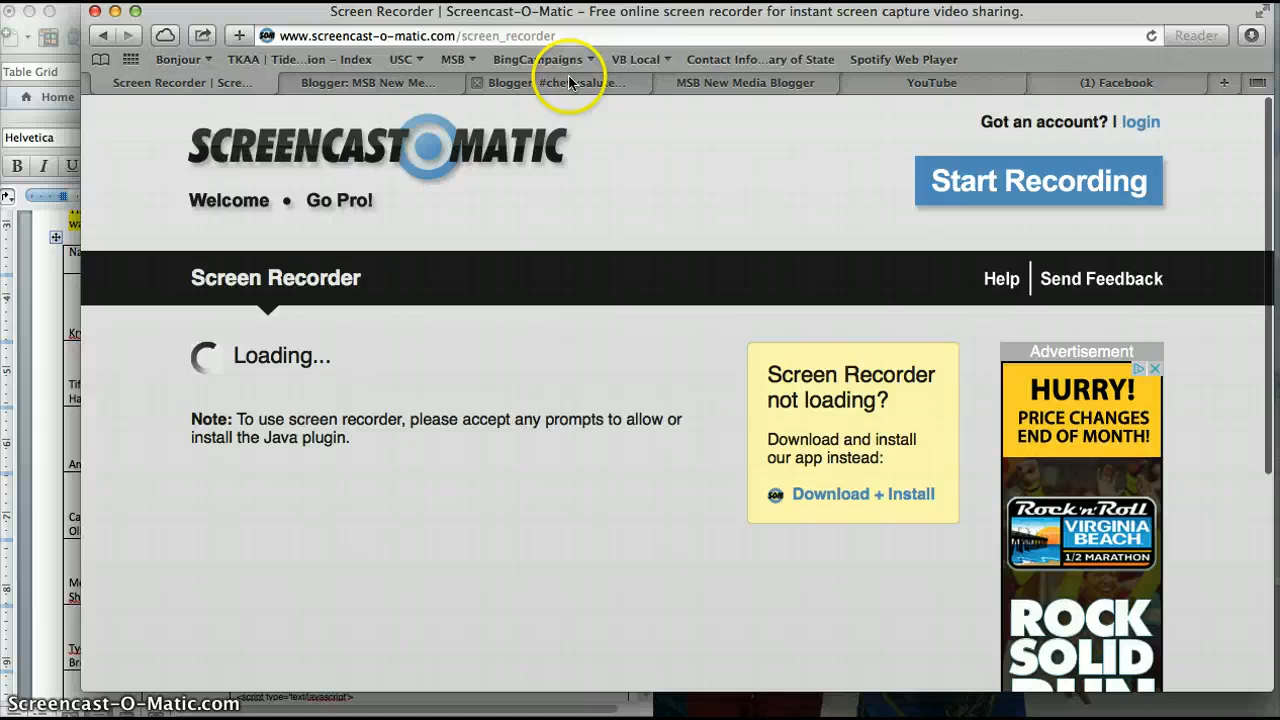 Screen Recorder | Screencast-O-Matic - Free online screen recorder for instant screen capture video sharing.
www.screencast-o-matic.com/screen_recorder
Reader
Bonjour
TKAA | Tide...ion - Index
USC
MSB
BingCampaigns
VB Local
Contact Info...ary of State
Spotify Web Player
Screen Recorder | Scre...
Blogger: MSB New Me...
MSB New Media Blogger
YouTube
(1) Facebook
Table Grid
Home
Helvetica
B I U
SCREENCAST O MATIC
Got an account? | login
Start Recording
Welcome • Go Pro!
Screen Recorder
Help | Send Feedback
Loading...
Note: To use screen recorder, please accept any prompts to allow or
install the Java plugin.
Screen Recorder
not loading?
Download and install
our app instead:
SOM Download + Install
Advertisement
HURRY!
PRICE CHANGES
END OF MONTH!
Rock'n'Roll
VIRGINIA
BEACH
1/2 MARATHON
ROCK
SOLID
RUN
<script type='text/javascript'>
Screencast-O-Matic.com